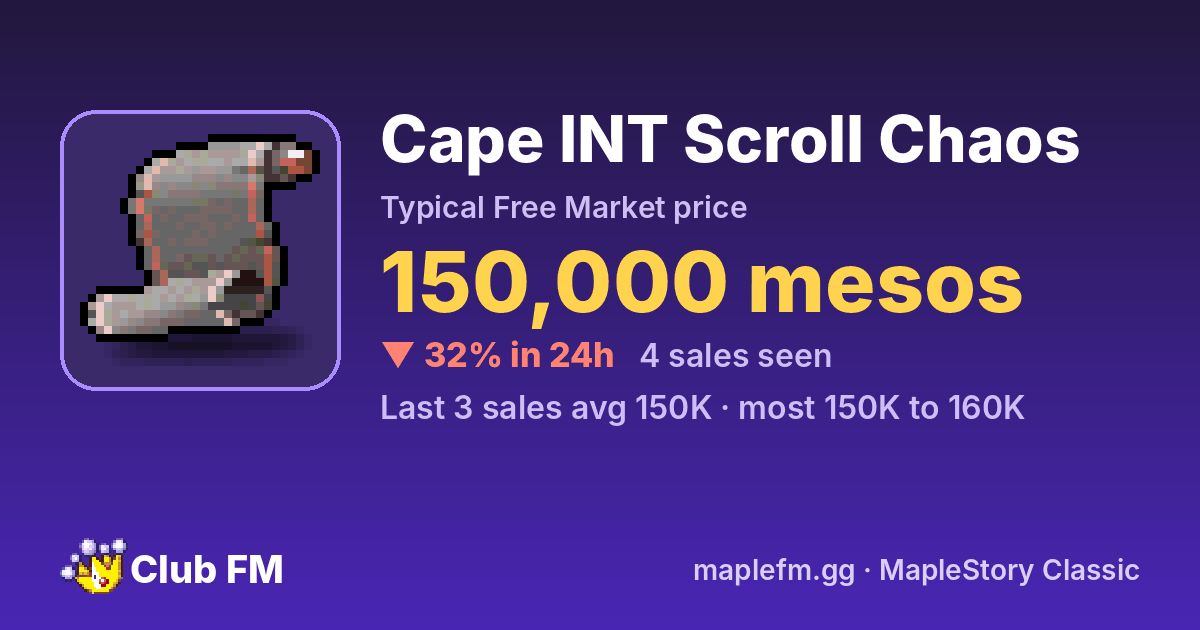 Cape INT Scroll Chaos
Typical Free Market price
150,000 mesos
▼ 32% in 24h 4 sales seen
Last 3 sales avg 150K · most 150K to 160K
Club FM
maplefm.gg · MapleStory Classic